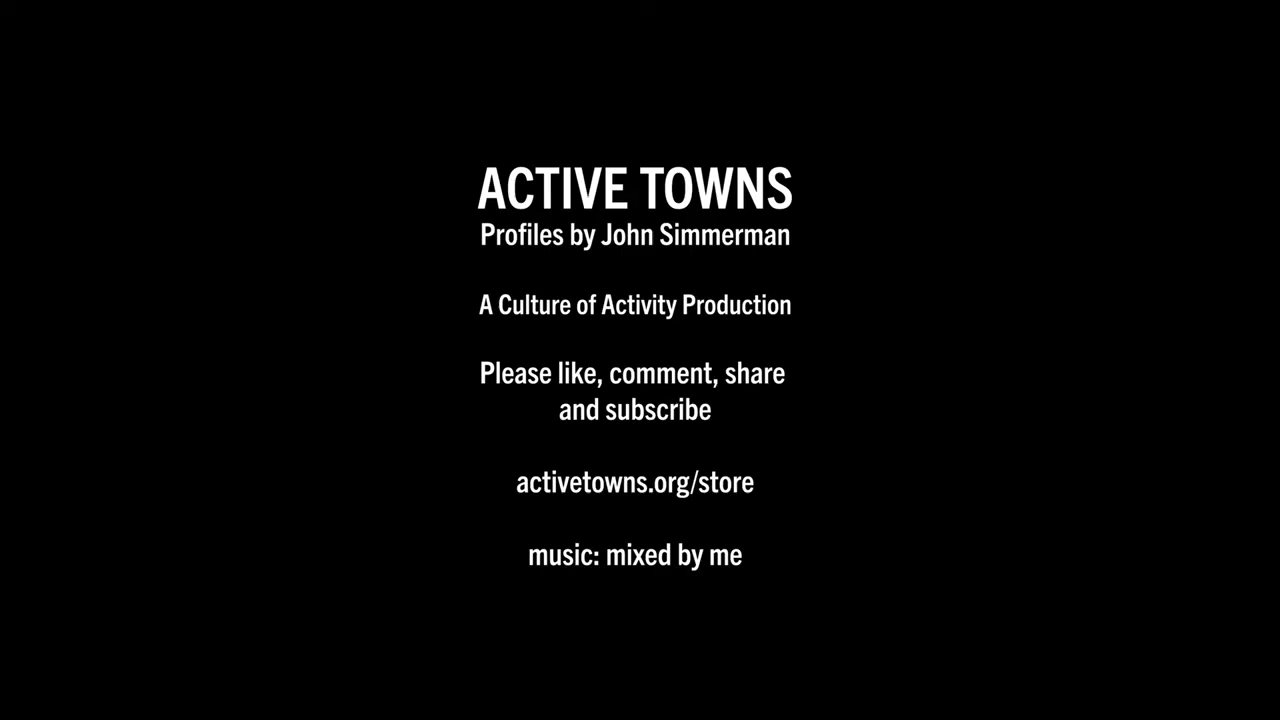 ACTIVE TOWNS
Profiles by John Simmerman
A Culture of Activity Production
Please like, comment, share
and subscribe
activetowns.org/store
music: mixed by me